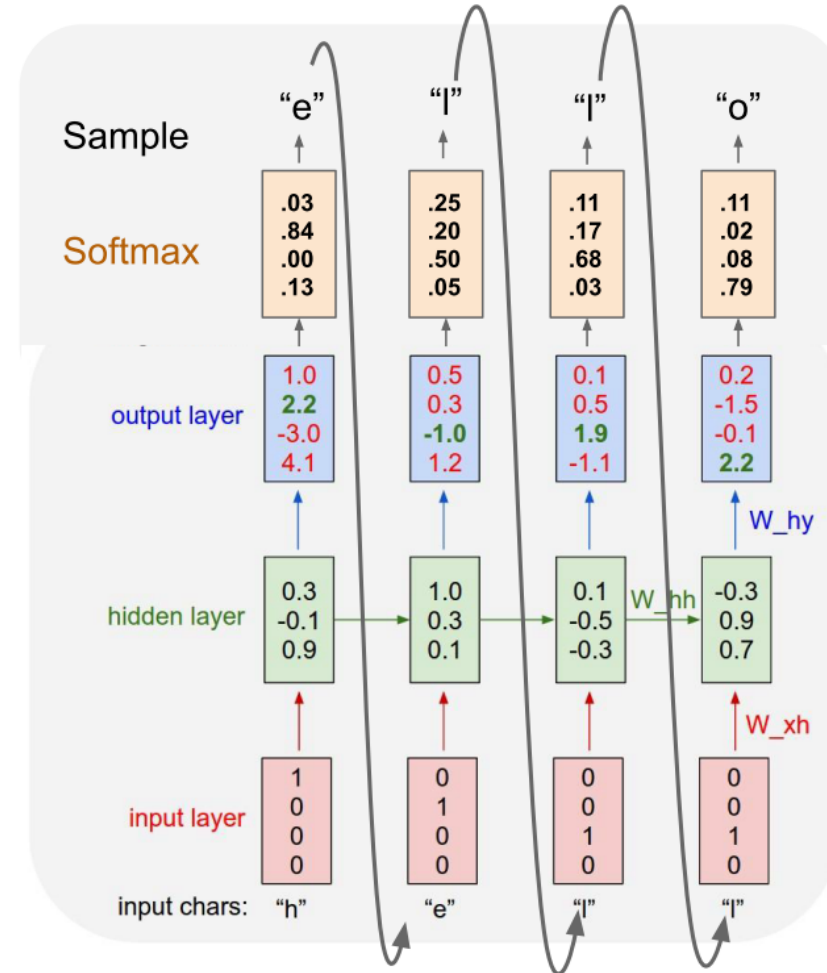 “e” “l” “l” “o”
Sample
.03 .25 .11 .11
.84 .20 .17 .02
.00 .50 .68 .08
.13 .05 .03 .79
Softmax
1.0 0.5 0.1 0.2
2.2 0.3 0.5 -1.5
-3.0 -1.0 1.9 -0.1
4.1 1.2 -1.1 2.2
output layer
W_hy
0.3 1.0 0.1 -0.3
-0.1 0.3 -0.5 0.9
0.9 0.1 -0.3 0.7
hidden layer
W_hh
W_xh
1 0 0 0
0 1 0 0
0 0 1 1
0 0 0 0
input layer
input chars: “h” “e” “l” “l”